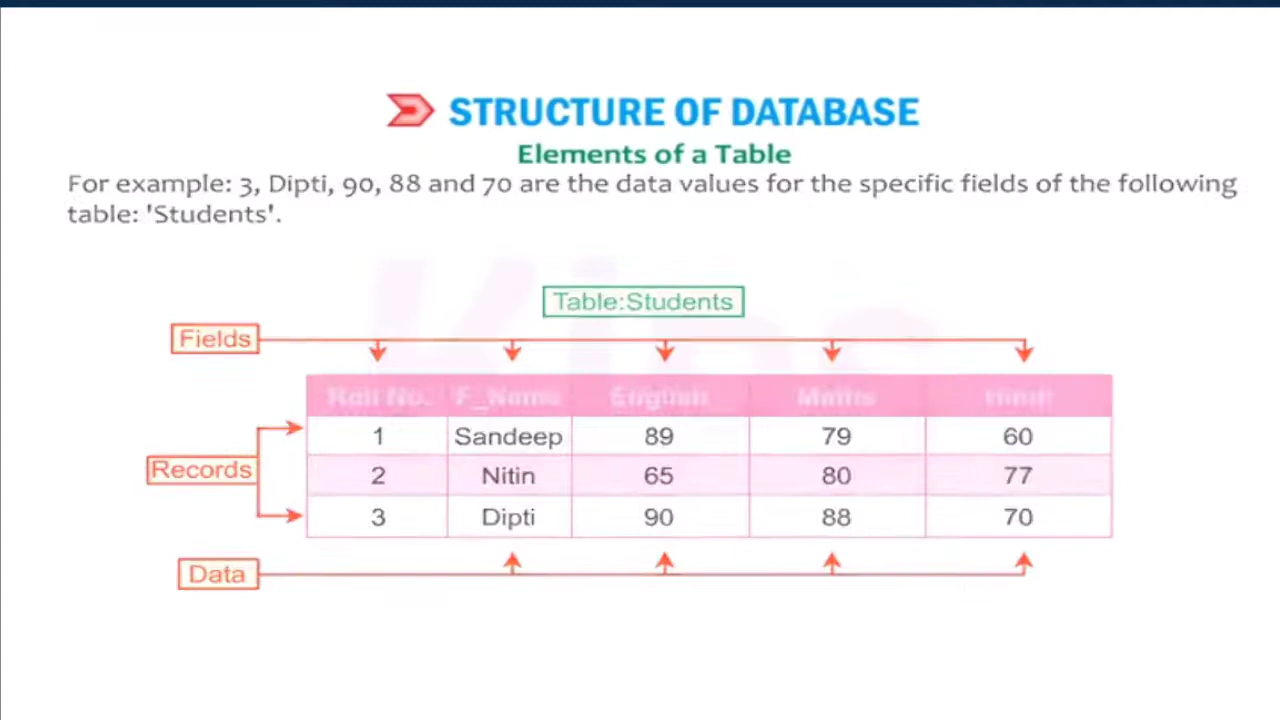 STRUCTURE OF DATABASE
Elements of a Table
For example: 3, Dipti, 90, 88 and 70 are the data values for the specific fields of the following
table: 'Students'.
Table:Students
Fields
Roll No. F_Name English Maths Hindi
1 Sandeep 89 79 60
Records
2 Nitin 65 80 77
3 Dipti 90 88 70
Data